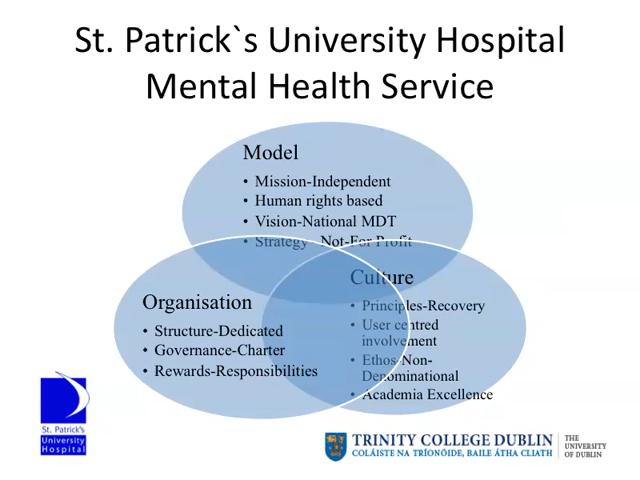 St. Patrick`s University Hospital
Mental Health Service
Model
• Mission-Independent
• Human rights based
• Vision-National MDT
• Strategy - Not-For Profit
Culture
• Principles-Recovery
• User centred
involvement
• Ethos-Non-
Denominational
• Academia Excellence
Organisation
• Structure-Dedicated
• Governance-Charter
• Rewards-Responsibilities
St. Patrick's
University
Hospital
TRINITY COLLEGE DUBLIN
COLÁISTE NA TRÍONÓIDE, BAILE ÁTHA CLIATH
THE
UNIVERSITY
OF DUBLIN